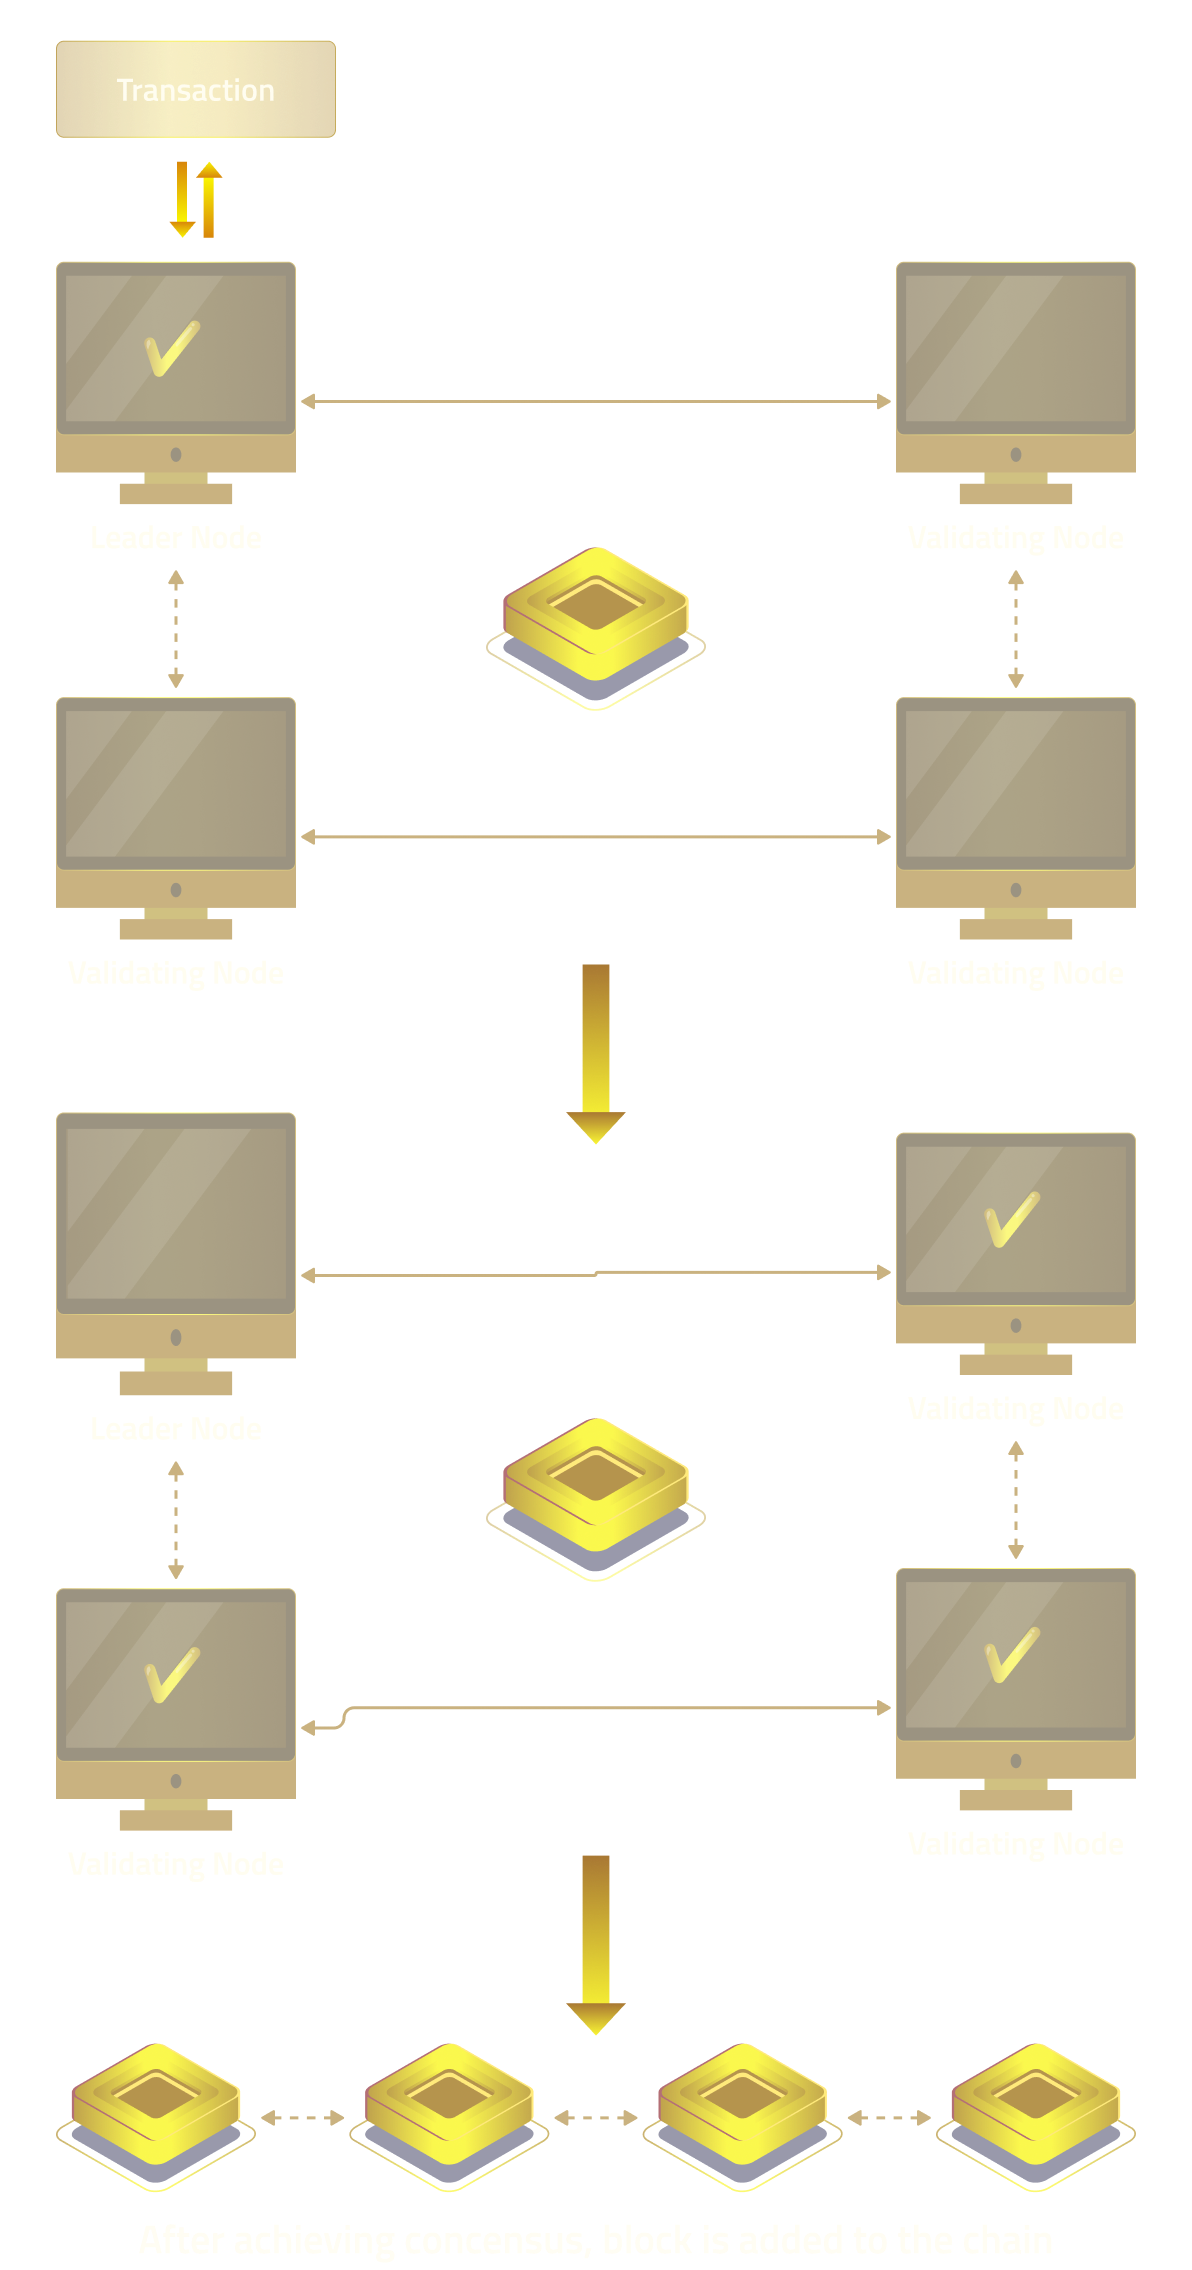 Transaction
Leader Node
Validating Node
Validating Node
Validating Node
Leader Node
Validating Node
Validating Node
Validating Node
After achieving concensus, block is added to the chain